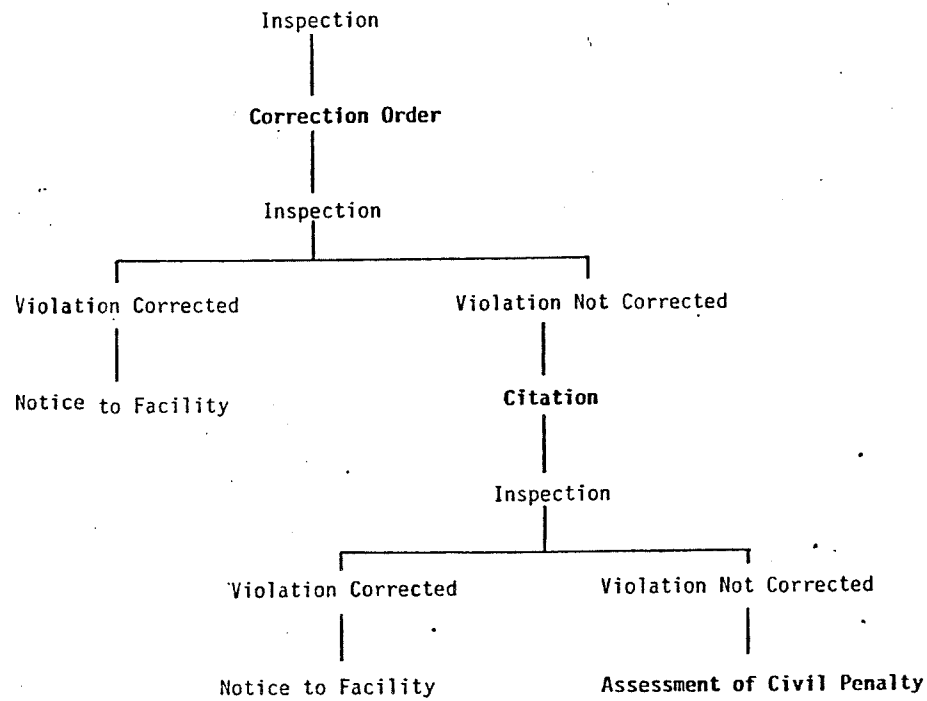 Inspection
Correction Order
Inspection
Violation Corrected
Violation Not Corrected
Notice to Facility
Citation
Inspection
Violation Corrected
Violation Not Corrected
Notice to Facility
Assessment of Civil Penalty